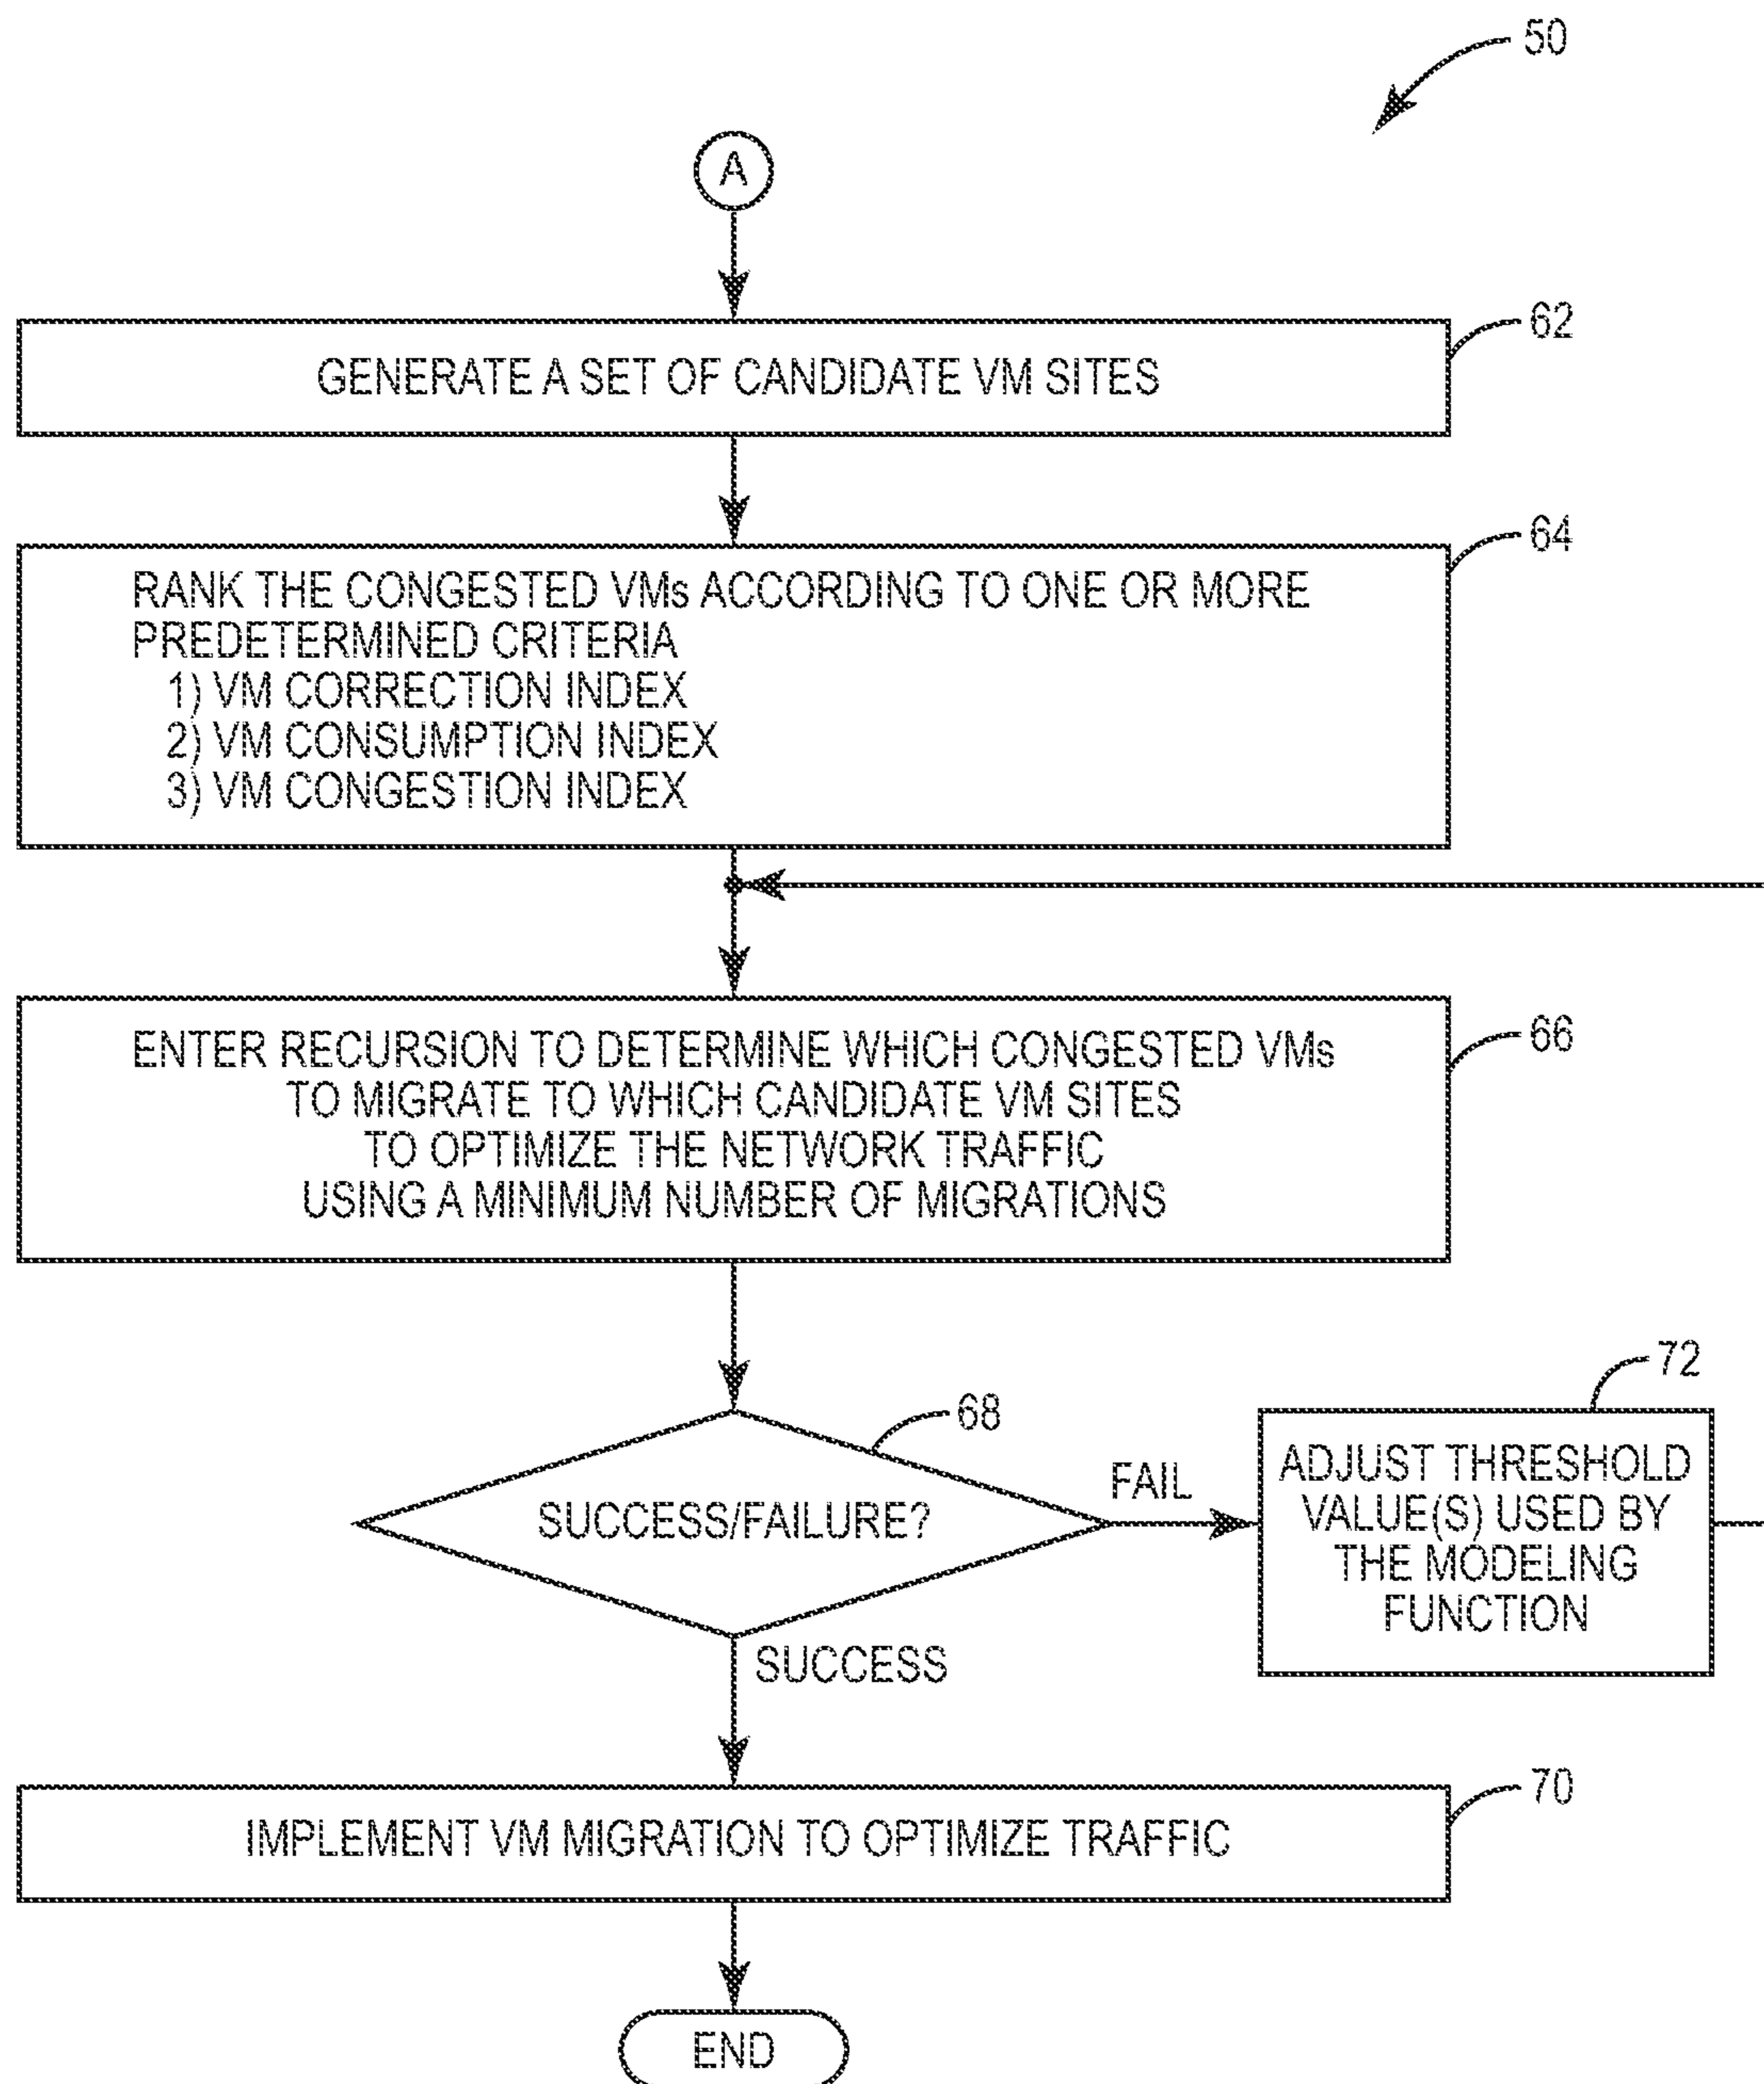 50
A
62
GENERATE A SET OF CANDIDATE VM SITES
64
RANK THE CONGESTED VMs ACCORDING TO ONE OR MORE
PREDETERMINED CRITERIA
1) VM CORRECTION INDEX
2) VM CONSUMPTION INDEX
3) VM CONGESTION INDEX
66
ENTER RECURSION TO DETERMINE WHICH CONGESTED VMs
TO MIGRATE TO WHICH CANDIDATE VM SITES
TO OPTIMIZE THE NETWORK TRAFFIC
USING A MINIMUM NUMBER OF MIGRATIONS
68
SUCCESS/FAILURE?
FAIL
72
ADJUST THRESHOLD
VALUE(S) USED BY
THE MODELING
FUNCTION
SUCCESS
70
IMPLEMENT VM MIGRATION TO OPTIMIZE TRAFFIC
END